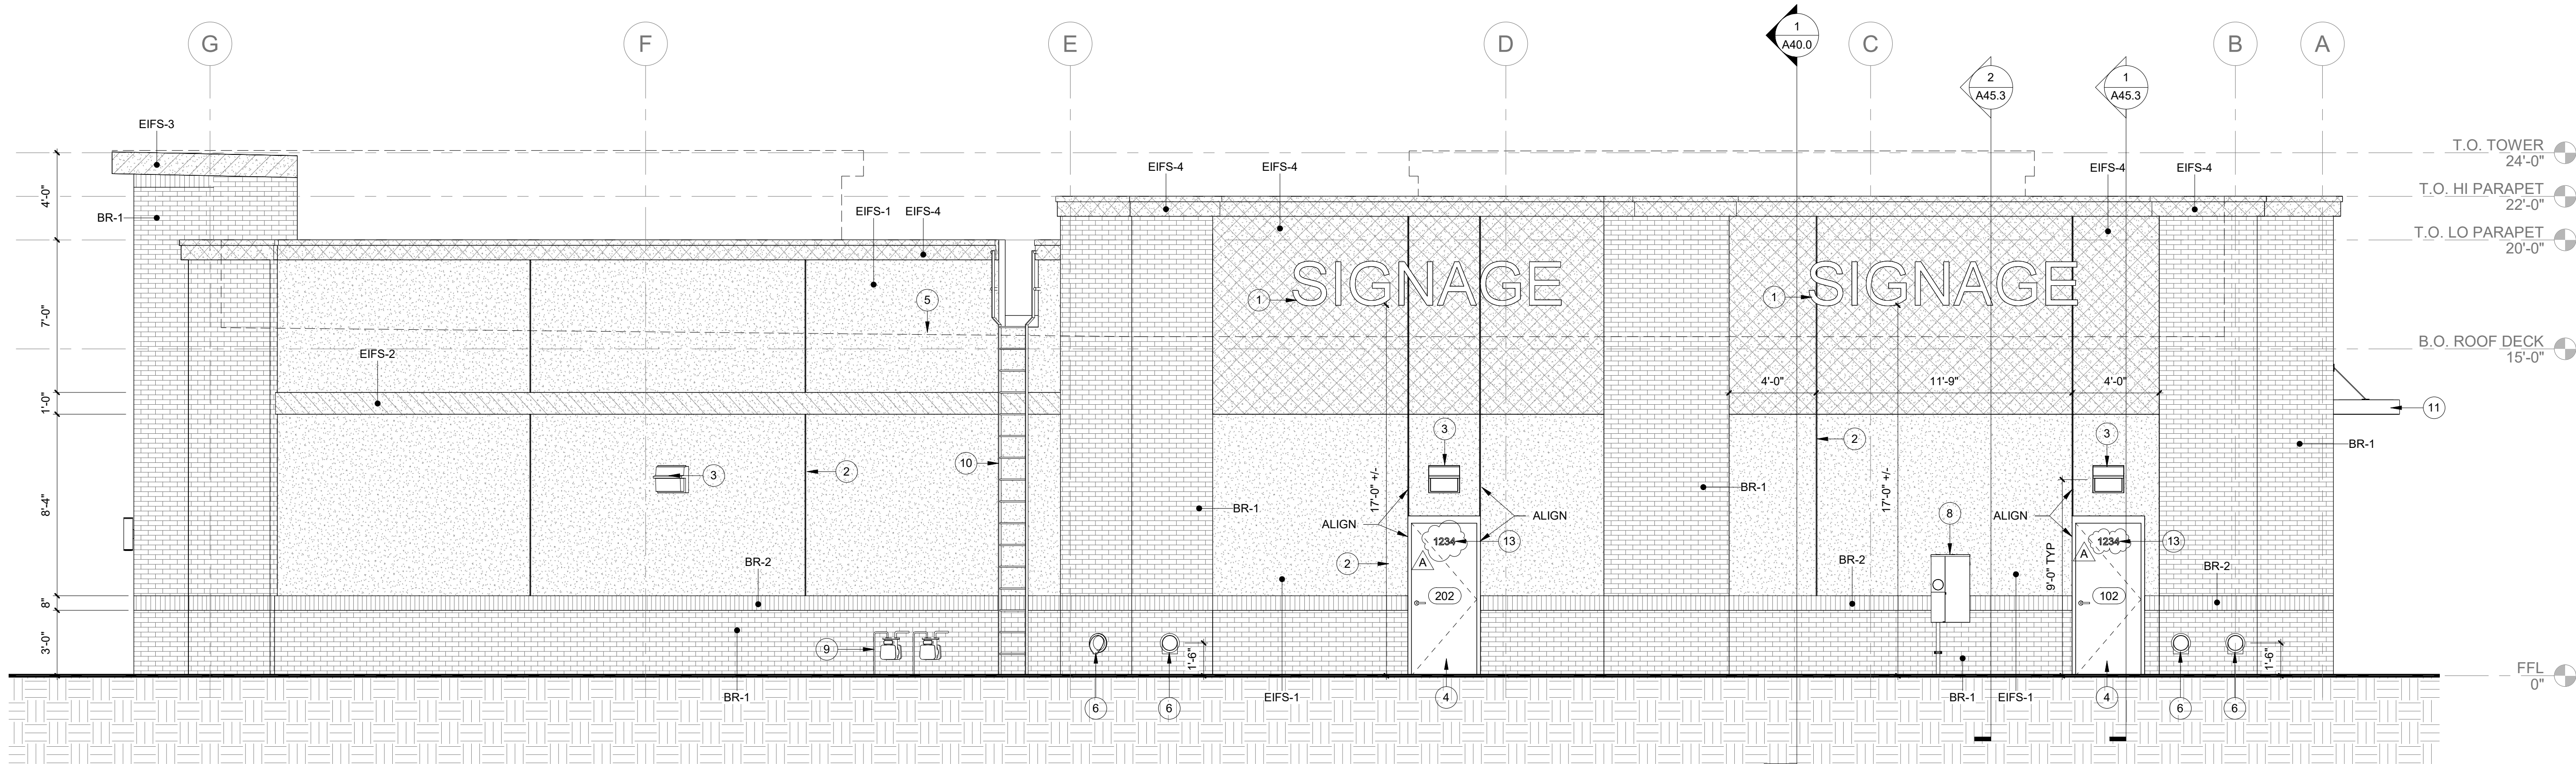 G
F
E
D
1
A40.0
C
2
A45.3
1
A45.3
B
A
EIFS-3
EIFS-4
EIFS-4
EIFS-4
EIFS-4
T.O. TOWER
24'-0"
4'-0"
T.O. HI PARAPET
22'-0"
BR-1
EIFS-1
EIFS-4
T.O. LO PARAPET
20'-0"
SIGNAGE
SIGNAGE
5
1
1
7'-0"
EIFS-2
B.O. ROOF DECK
15'-0"
4'-0"
11'-9"
4'-0"
1'-0"
11
3
3
2
BR-1
3
2
10
17'-0" +/-
17'-0" +/-
BR-1
8'-4"
BR-1
ALIGN
ALIGN
8
ALIGN
1234
13
1234
13
A
A
2
BR-2
BR-2
BR-2
9'-0" TYP
202
102
8"
BR-1
3'-0"
9
1'-6"
1'-6"
FFL
0"
BR-1
6
6
EIFS-1
4
BR-1
EIFS-1
4
6
6